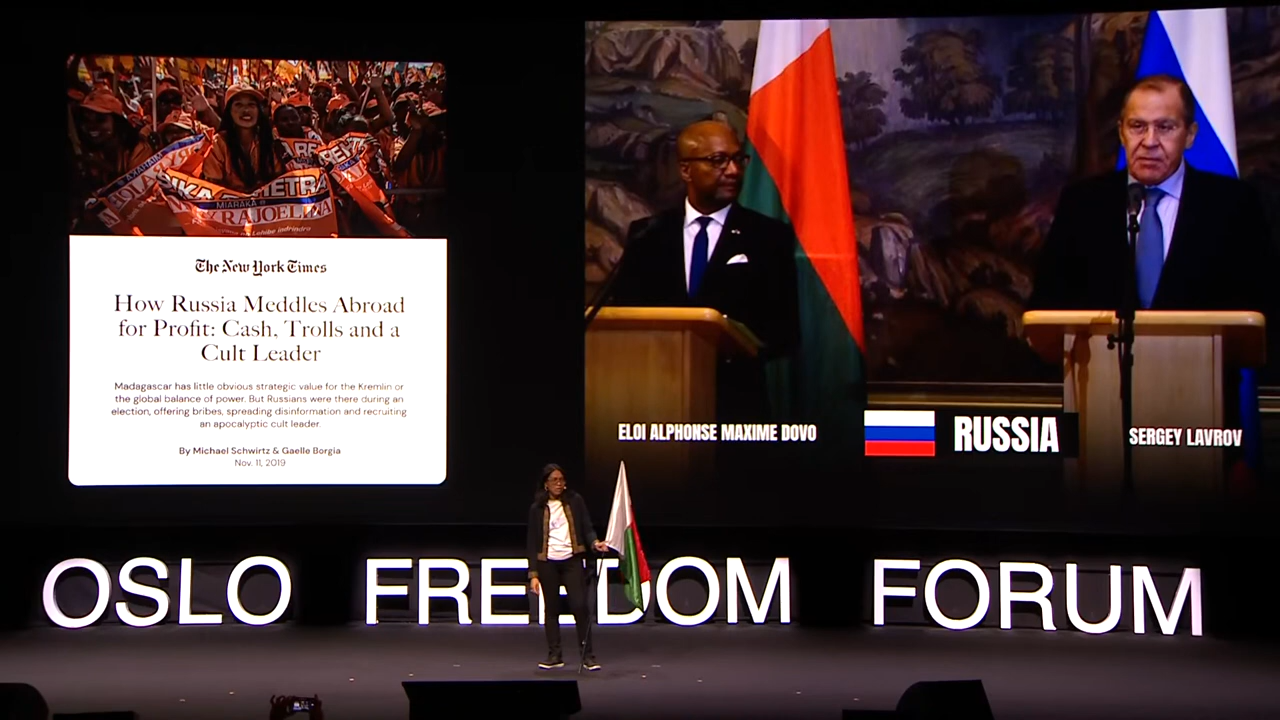 MIARAKA
RAJOELINA
The New York Times
How Russia Meddles Abroad
for Profit: Cash, Trolls and a
Cult Leader
Madagascar has little obvious strategic value for the Kremlin or
the global balance of power. But Russians were there during an
election, offering bribes, spreading disinformation and recruiting
an apocalyptic cult leader.
By Michael Schwirtz & Gaelle Borgia
Nov. 11, 2019
ELOI ALPHONSE MAXIME DOVO
RUSSIA
SERGEY LAVROV
OSLO FREEDOM FORUM